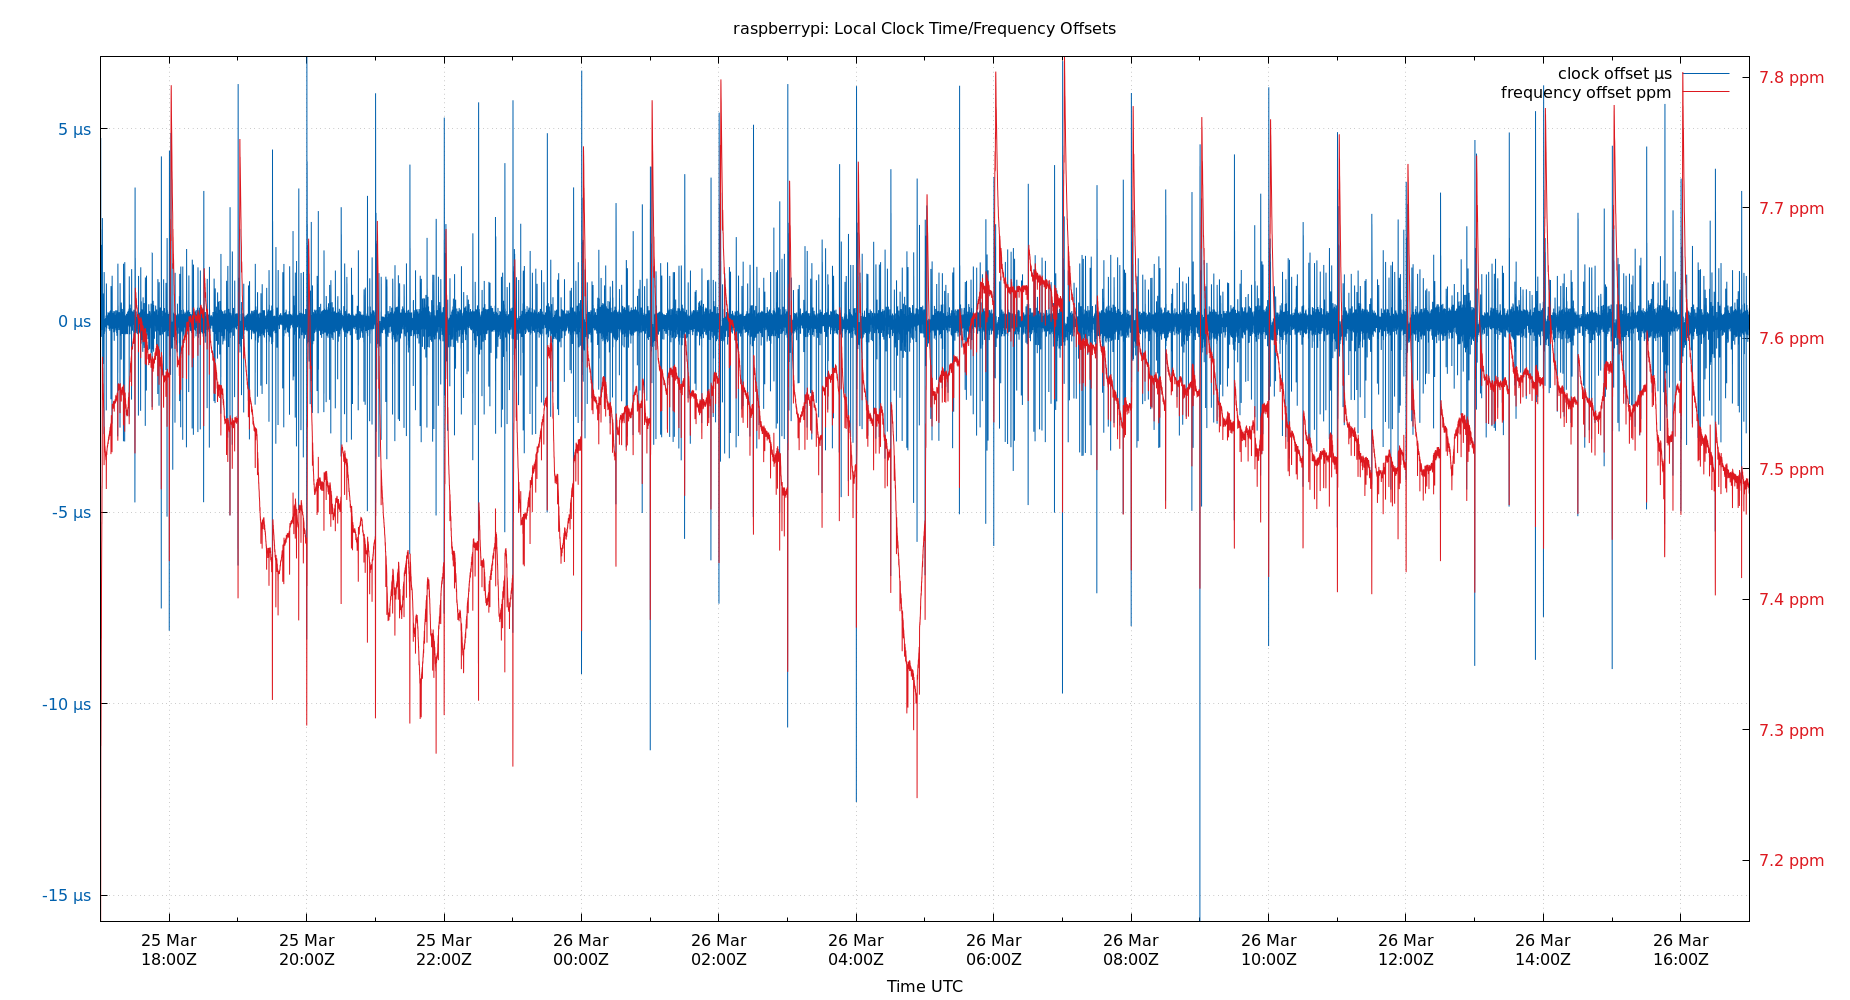 raspberrypi: Local Clock Time/Frequency Offsets
clock offset µs
frequency offset ppm
5 µs
0 µs
-5 µs
-10 µs
-15 µs
7.8 ppm
7.7 ppm
7.6 ppm
7.5 ppm
7.4 ppm
7.3 ppm
7.2 ppm
25 Mar
18:00Z
25 Mar
20:00Z
25 Mar
22:00Z
26 Mar
00:00Z
26 Mar
02:00Z
26 Mar
04:00Z
26 Mar
06:00Z
26 Mar
08:00Z
26 Mar
10:00Z
26 Mar
12:00Z
26 Mar
14:00Z
26 Mar
16:00Z
Time UTC